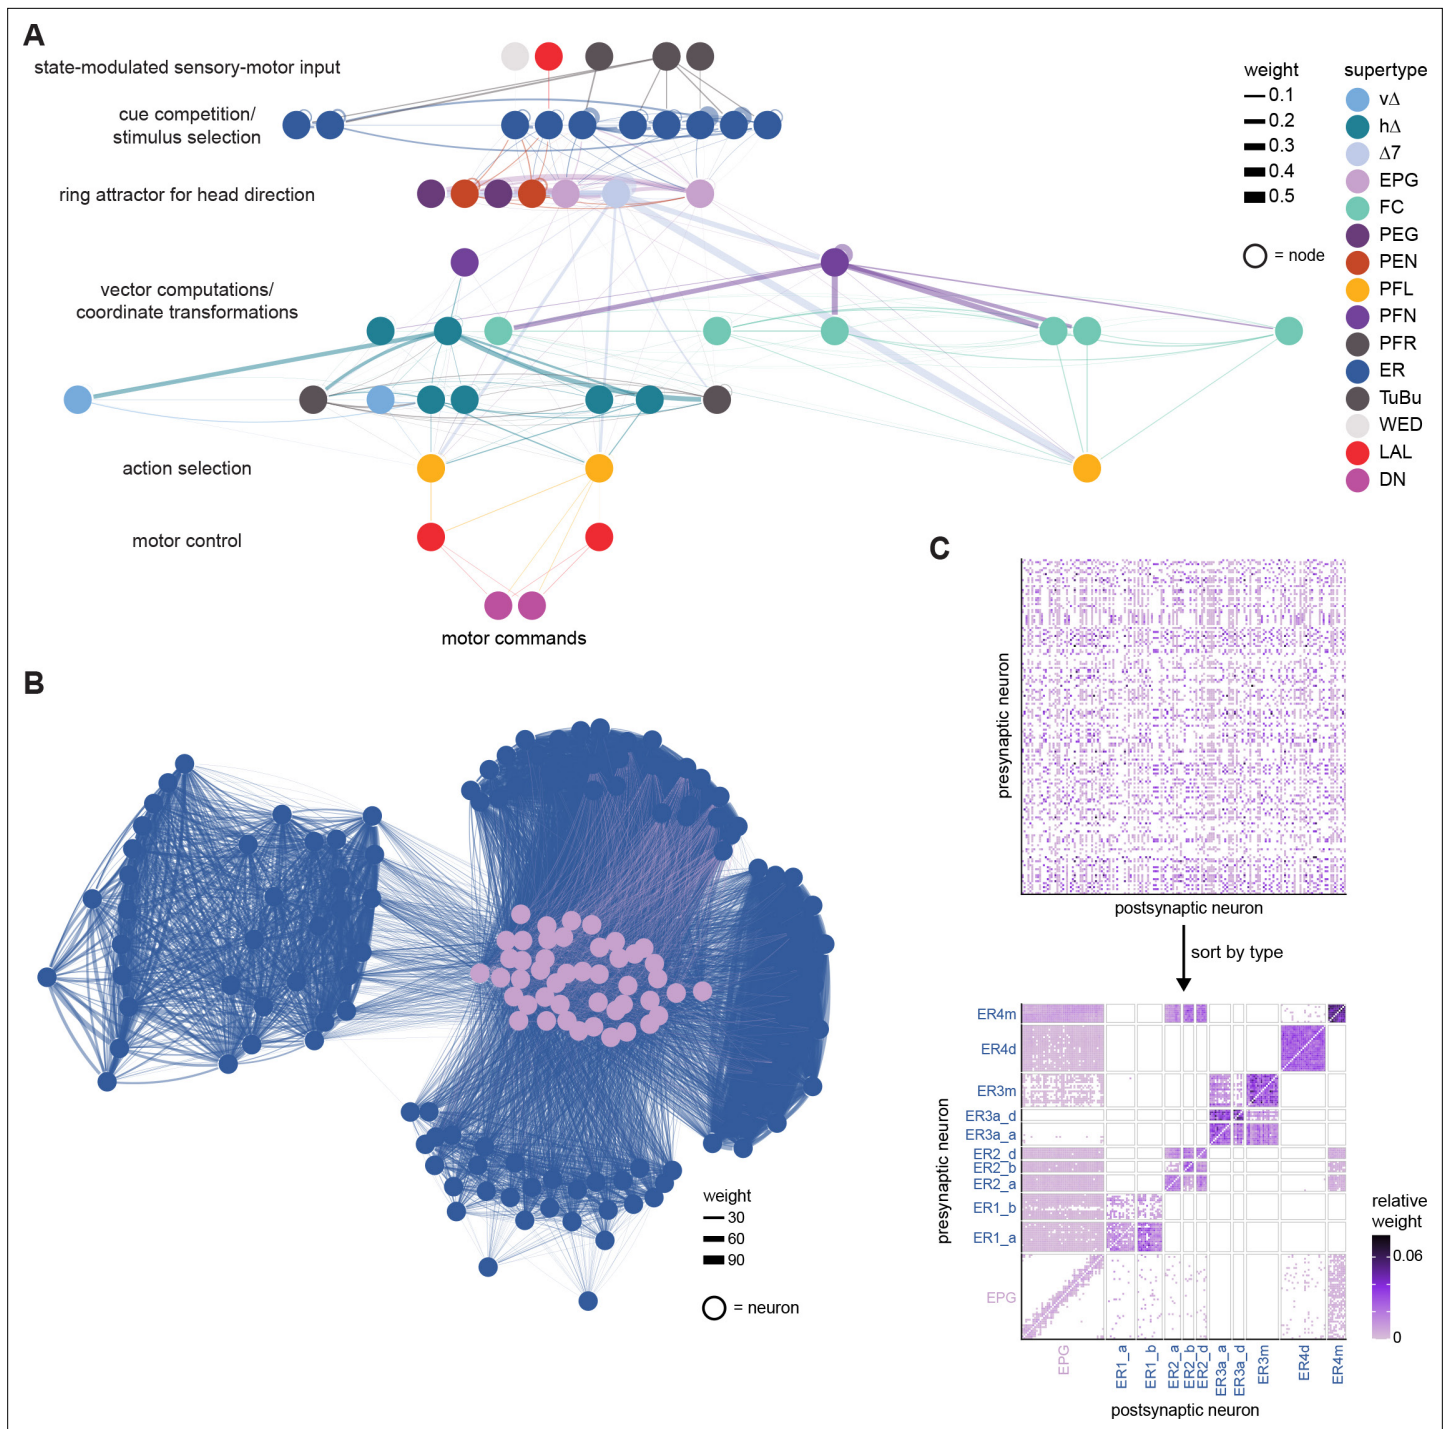 A
state-modulated sensory-motor input
cue competition/
stimulus selection
ring attractor for head direction
vector computations/
coordinate transformations
action selection
motor control
motor commands
weight
0.1
0.2
0.3
0.4
0.5
= node
supertype
vΔ
hΔ
Δ7
EPG
FC
PEG
PEN
PFL
PFN
PFR
ER
TuBu
WED
LAL
DN
B
weight
30
60
90
= neuron
C
presynaptic neuron
postsynaptic neuron
sort by type
presynaptic neuron
ER4m
ER4d
ER3m
ER3a_d
ER3a_a
ER2_d
ER2_b
ER2_a
ER1_b
ER1_a
EPG
EPG
ER1_a
ER1_b
ER2_a
ER2_b
ER2_d
ER3a_a
ER3a_d
ER3m
ER4d
ER4m
postsynaptic neuron
relative
weight
0.06
0